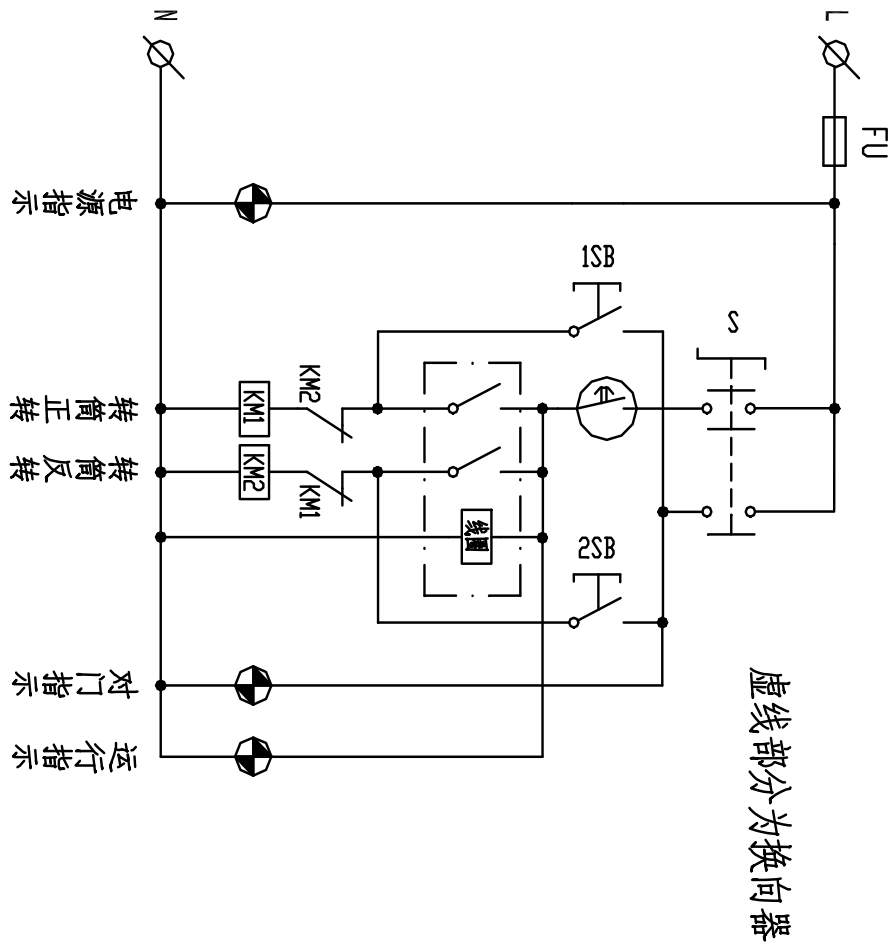 L
N
FU
电源指示
1SB
S
KM2
KM1
转筒正转
KM2
KM1
转筒反转
线圈
2SB
对门指示
运行指示
虚线部分为换向器